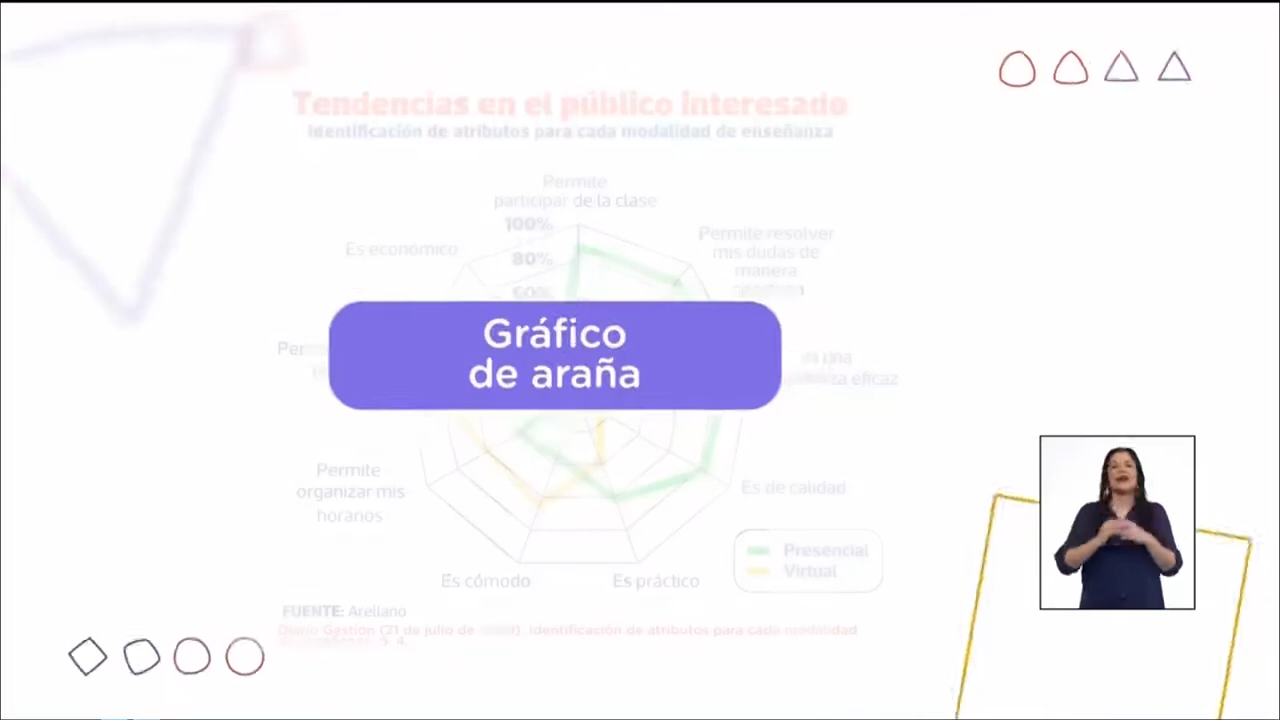 Tendencias en el público interesado
Identificación de atributos para cada modalidad de enseñanza
Permite
participar de la clase
100%
Permite resolver
mis dudas de
manera
Es económico
80%
60%
Gráfico
de araña
eficaz
Permite
organizar mis
horarios
Es de calidad
Es cómodo
Es práctico
Presencial
Virtual
FUENTE: Arellano
Diario Gestión (21 de julio de Identificación de atributos para cada modalidad